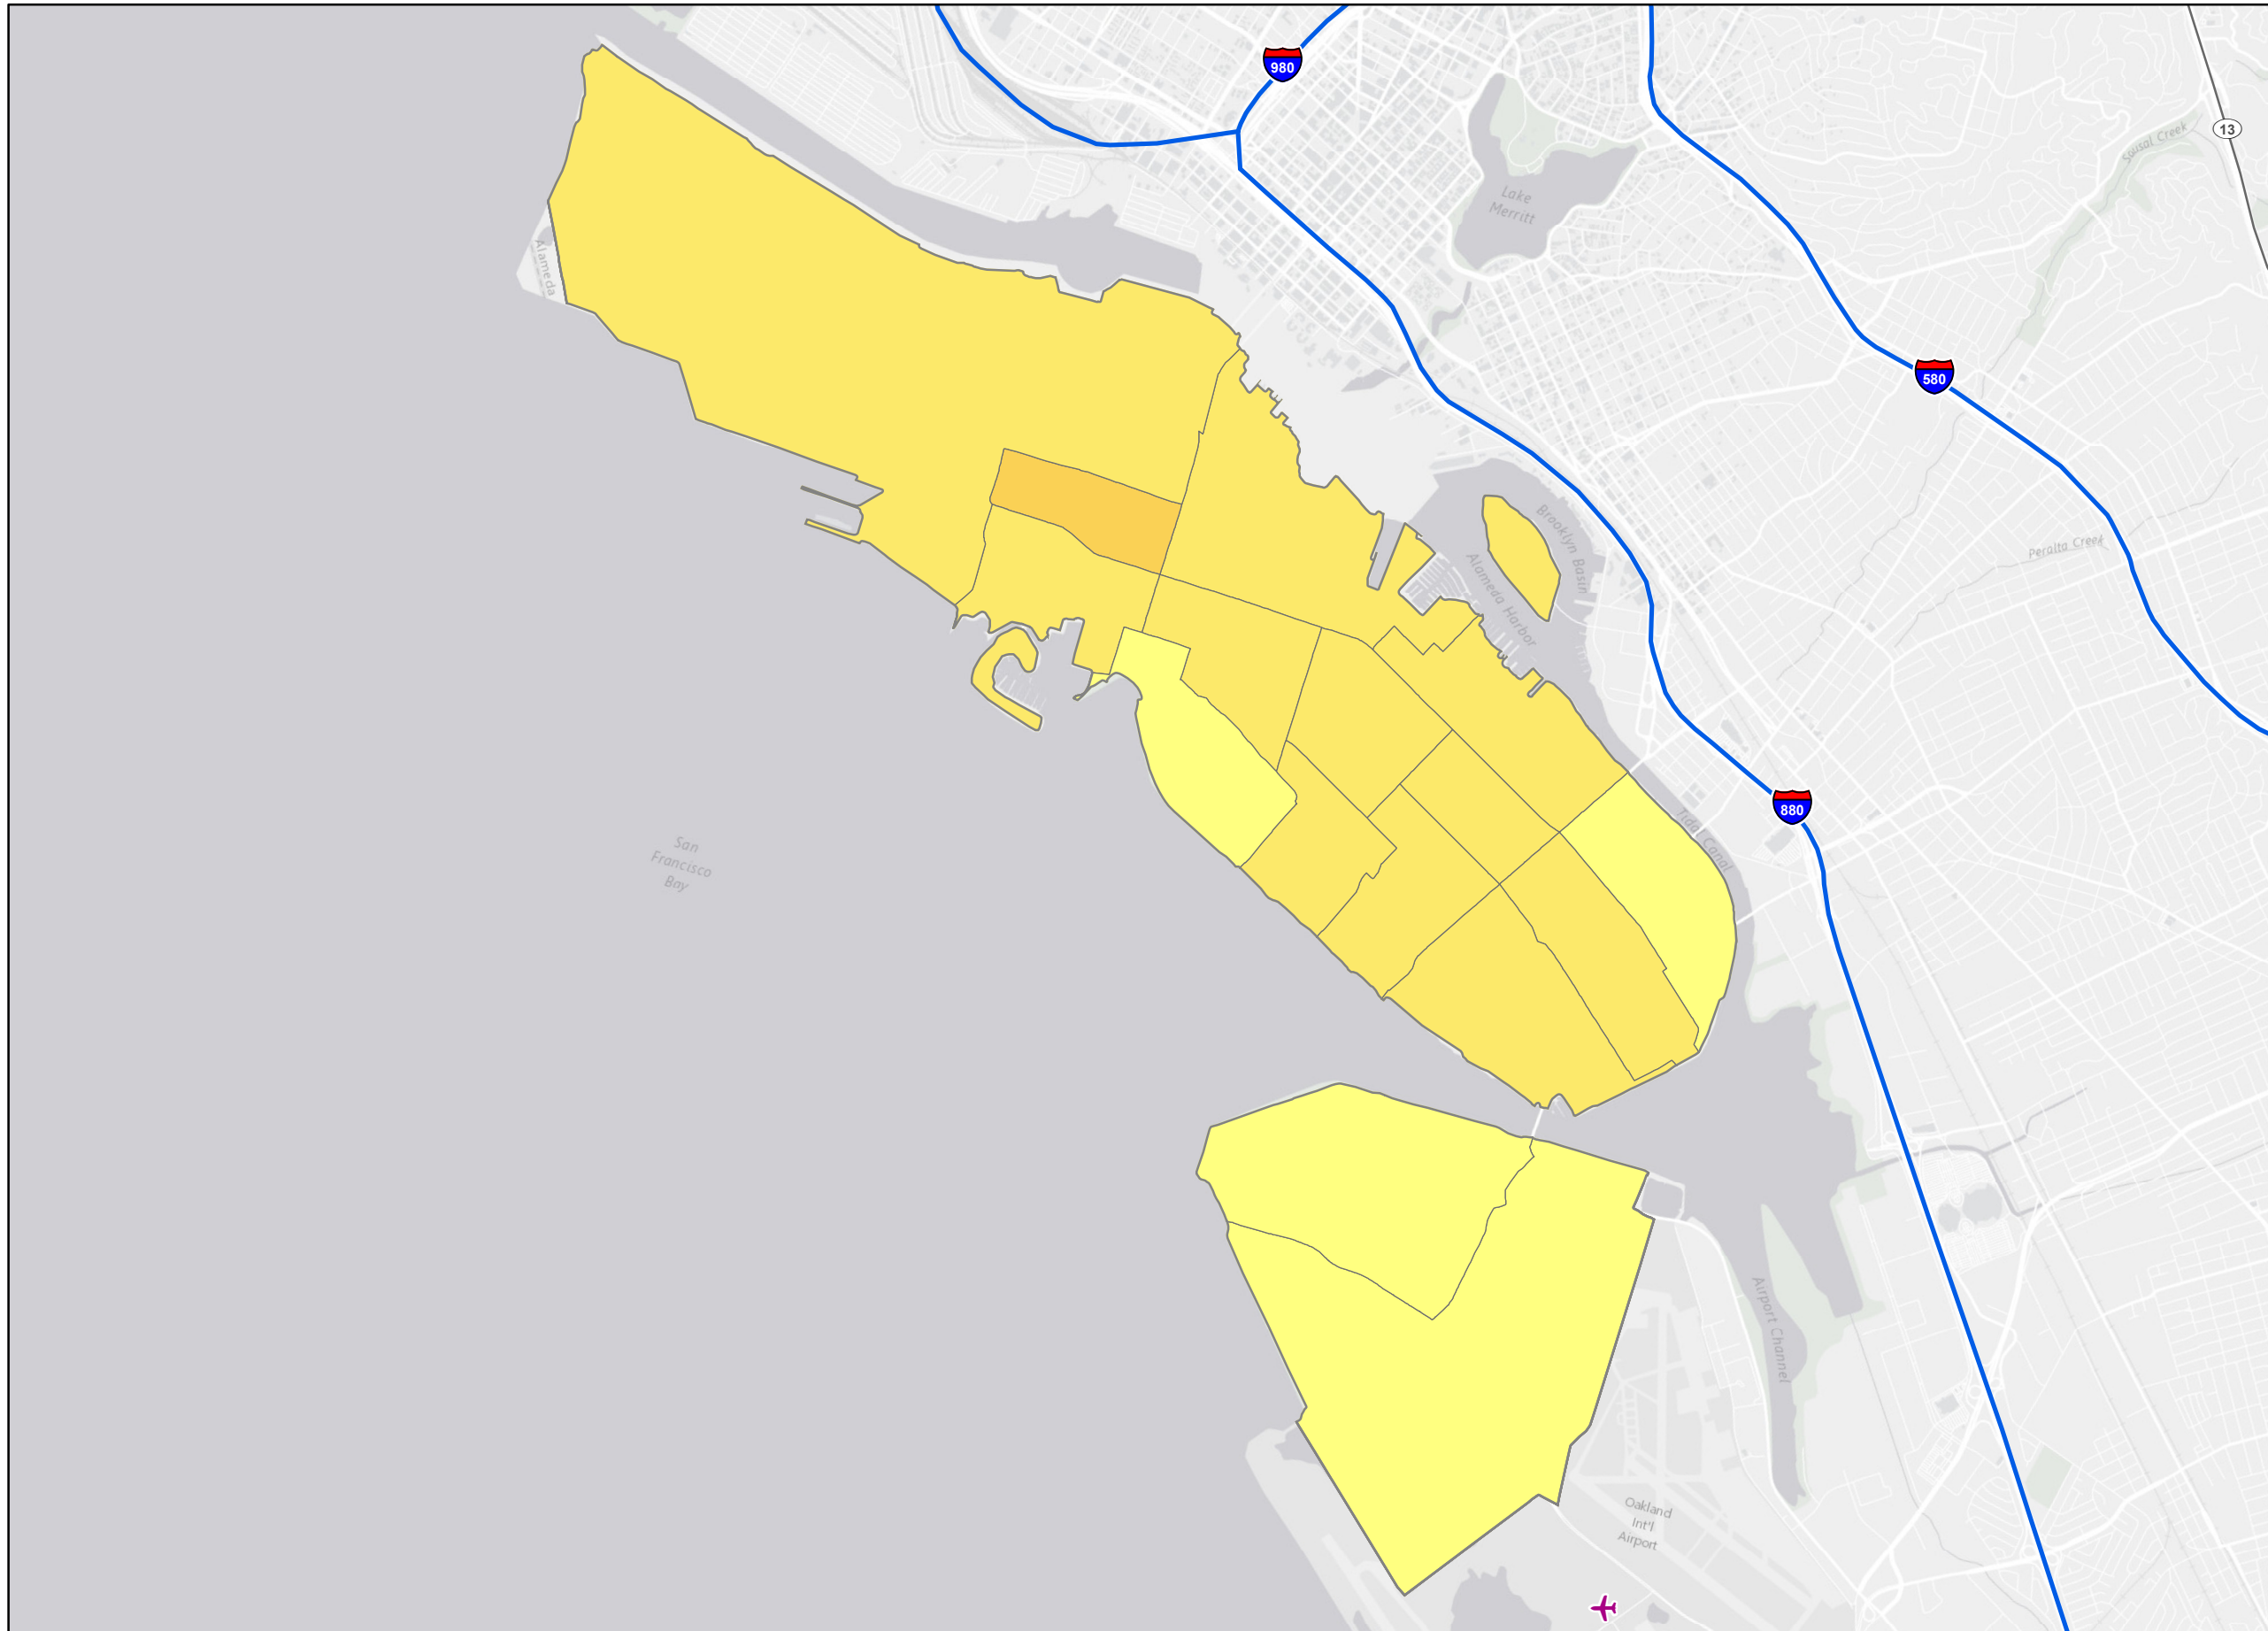 980
13
Sausal Creek
Lake
Merritt
Alameda
580
Brooklyn Basin
Peralta Creek
Alameda Harbor
880
Tidal Canal
San
Francisco
Bay
Airport Channel
Oakland
Int'l
Airport